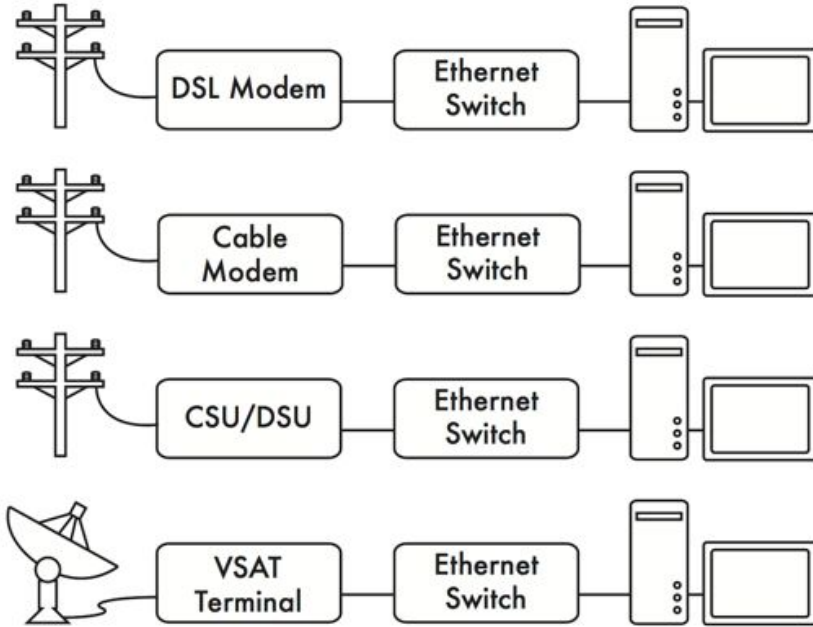 DSL Modem
Ethernet
Switch
Cable
Modem
Ethernet
Switch
CSU/DSU
Ethernet
Switch
VSAT
Terminal
Ethernet
Switch